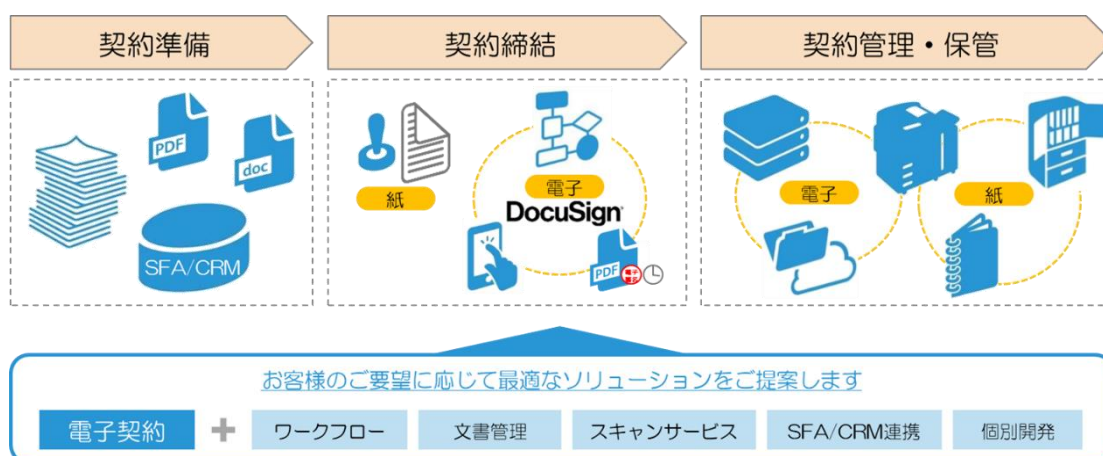 契約準備
契約締結
契約管理・保管
PDF
doc
SFA/CRM
紙
電子
DocuSign
PDF
電子
紙
お客様のご要望に応じて最適なソリューションをご提案します
電子契約 + ワークフロー 文書管理 スキャンサービス SFA/CRM連携 個別開発